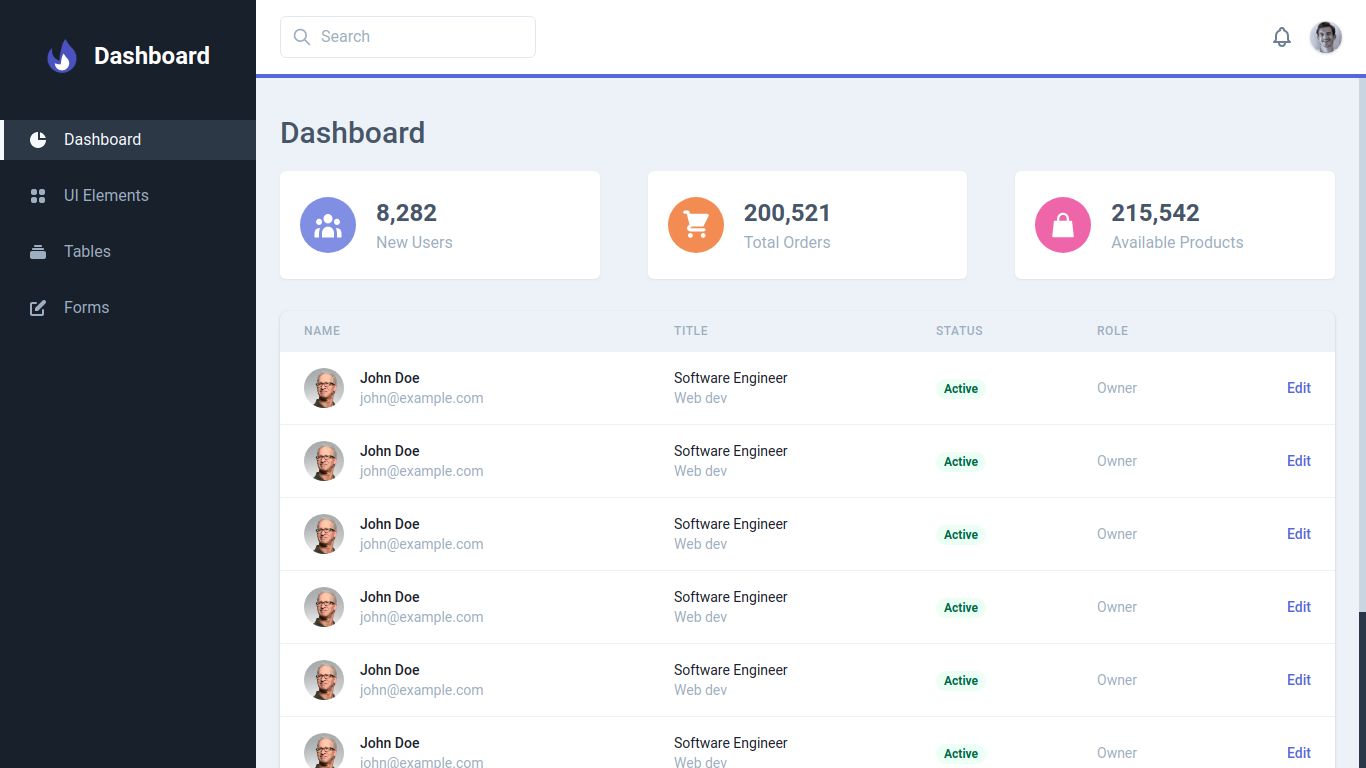 Dashboard
Search
Dashboard
UI Elements
Tables
Forms
Dashboard
8,282
New Users
200,521
Total Orders
215,542
Available Products
NAME TITLE STATUS ROLE
John Doe Software Engineer
john@example.com Web dev Active Owner Edit
John Doe Software Engineer
john@example.com Web dev Active Owner Edit
John Doe Software Engineer
john@example.com Web dev Active Owner Edit
John Doe Software Engineer
john@example.com Web dev Active Owner Edit
John Doe Software Engineer
john@example.com Web dev Active Owner Edit
John Doe Software Engineer
john@example.com Web dev Active Owner Edit